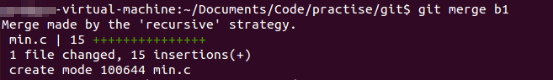 -virtual-machine:~/Documents/Code/practise/git$ git merge b1
Merge made by the 'recursive' strategy.
 min.c | 15 +++++++++++++++
 1 file changed, 15 insertions(+)
 create mode 100644 min.c